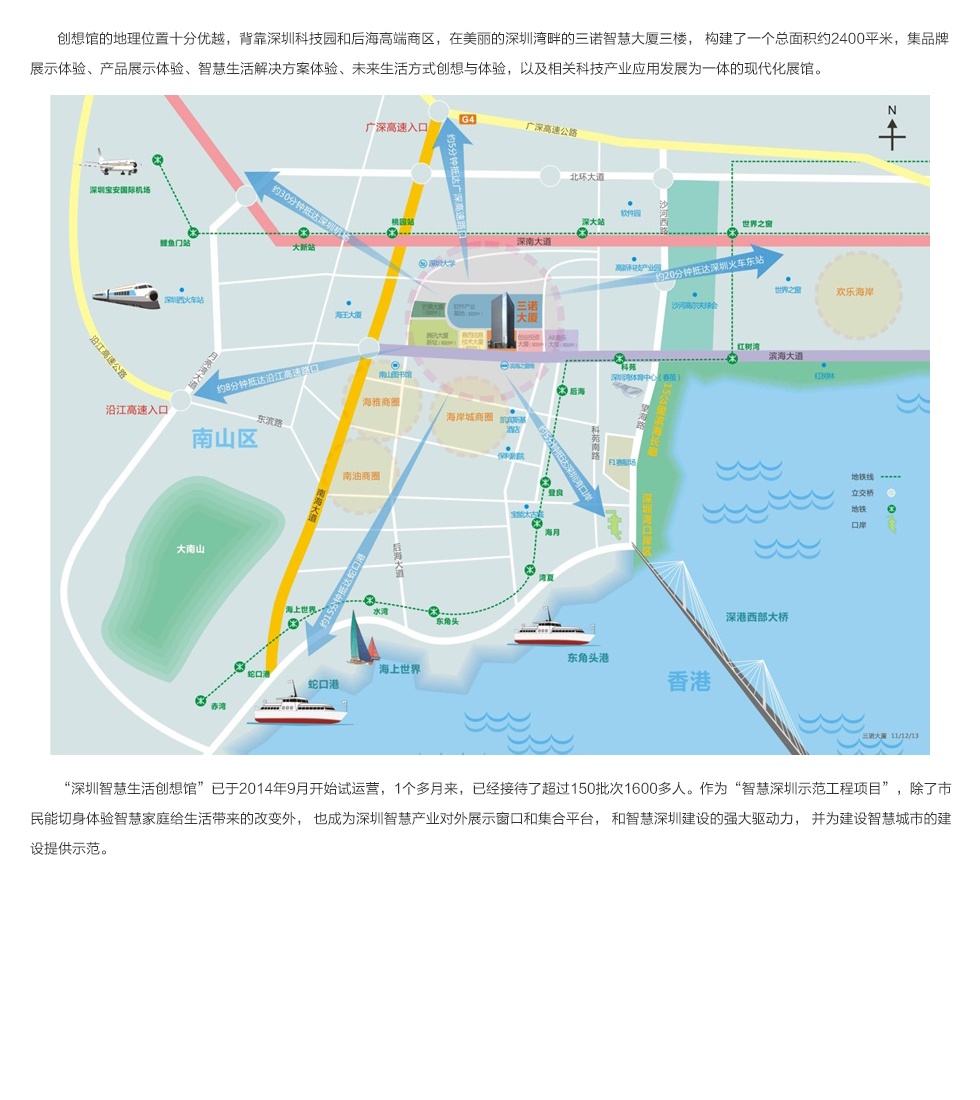 创想馆的地理位置十分优越，背靠深圳科技园和后海高端商区，在美丽的深圳湾畔的三诺智慧大厦三楼， 构建了一个总面积约2400平米，集品牌
展示体验、产品展示体验、智慧生活解决方案体验、未来生活方式创想与体验，以及相关科技产业应用发展为一体的现代化展馆。
N
广深高速入口
G4
广深高速公路
约5分钟抵达广深高速路口
深圳宝安国际机场
约30分钟抵达深圳机场
北环大道
沙河西路
软件园
鲤鱼门站
大新站
桃园站
深大站
世界之窗
深南大道
深圳大学
高新科技产业园
约20分钟抵达深圳火车东站
世界之窗
欢乐海岸
深圳西火车站
海王大厦
软件产业
三诺
大厦
沙河高尔夫球会
沿江高速公路
月亮湾大道
约8分钟抵达沿江高速路口
南山图书馆
科苑
红树湾
滨海大道
深圳湾体育中心（春茧）
红树林
沿江高速入口
东滨路
南山区
海雅商圈
海岸城商圈
凯宾斯基
酒店
后海
望海路
15公里滨海长廊
科苑南路
保利剧院
F1赛艇场
南油商圈
南海大道
登良
宝能太古城
海月
深圳湾口岸区
地铁线
立交桥
地铁
口岸
大南山
后海大道
约15分钟抵达蛇口港
湾夏
海上世界
水湾
东角头
深港西部大桥
东角头港
海上世界
蛇口港
蛇口港
赤湾
香港
三诺大厦 11/12/13
“深圳智慧生活创想馆”已于2014年9月开始试运营，1个多月来，已经接待了超过150批次1600多人。作为“智慧深圳示范工程项目”，除了市
民能切身体验智慧家庭给生活带来的改变外， 也成为深圳智慧产业对外展示窗口和集合平台， 和智慧深圳建设的强大驱动力， 并为建设智慧城市的建
设提供示范。